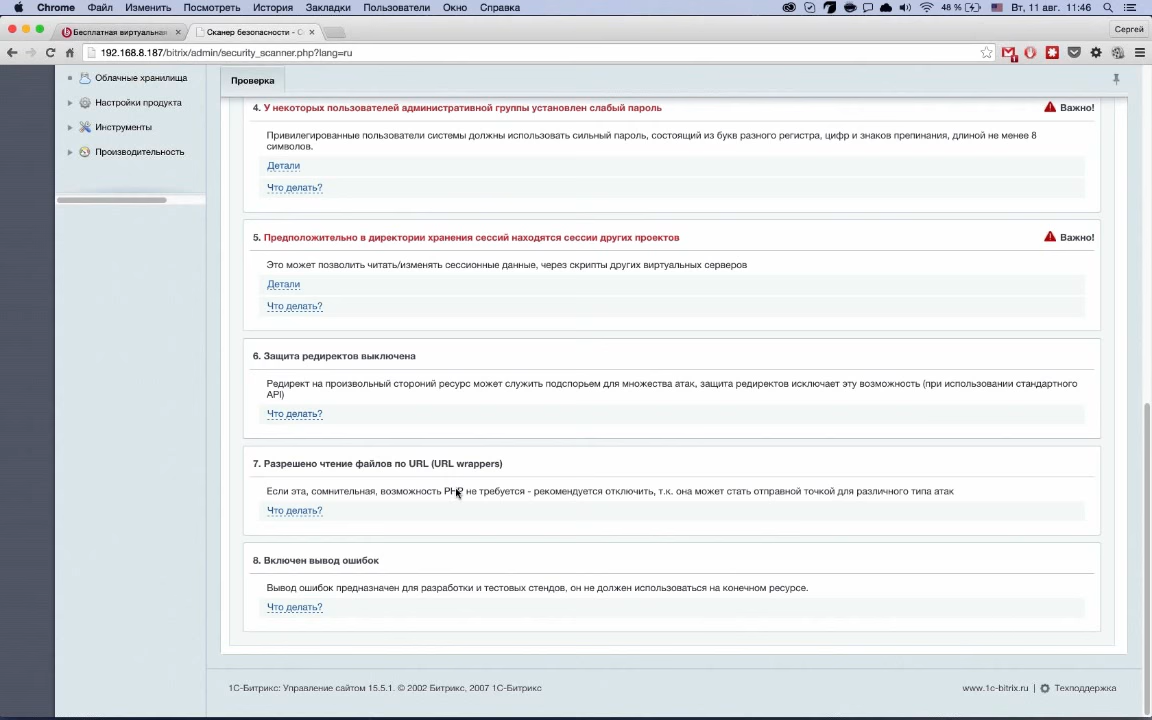 Chrome Файл Изменить Посмотреть История Закладки Пользователи Окно Справка 48 % Вт, 11 авг. 11:46
Бесплатная виртуальная Сканер безопасности - С Сергей
192.168.8.187/bitrix/admin/security_scanner.php?lang=ru
Облачные хранилища
Настройки продукта
Инструменты
Производительность
Проверка
4. У некоторых пользователей административной группы установлен слабый пароль Важно!
Привилегированные пользователи системы должны использовать сильный пароль, состоящий из букв разного регистра, цифр и знаков препинания, длиной не менее 8
символов.
Детали
Что делать?
5. Предположительно в директории хранения сессий находятся сессии других проектов Важно!
Это может позволить читать/изменять сессионные данные, через скрипты других виртуальных серверов
Детали
Что делать?
6. Защита редиректов выключена
Редирект на произвольный стороний ресурс может служить подспорьем для множества атак, защита редиректов исключает эту возможность (при использовании стандартного
API)
Что делать?
7. Разрешено чтение файлов по URL (URL wrappers)
Если эта, сомнительная, возможность PHP не требуется - рекомендуется отключить, т.к. она может стать отправной точкой для различного типа атак
Что делать?
8. Включен вывод ошибок
Вывод ошибок предназначен для разработки и тестовых стендов, он не должен использоваться на конечном ресурсе.
Что делать?
1С-Битрикс: Управление сайтом 15.5.1. © 2002 Битрикс, 2007 1С-Битрикс www.1c-bitrix.ru | Техподдержка